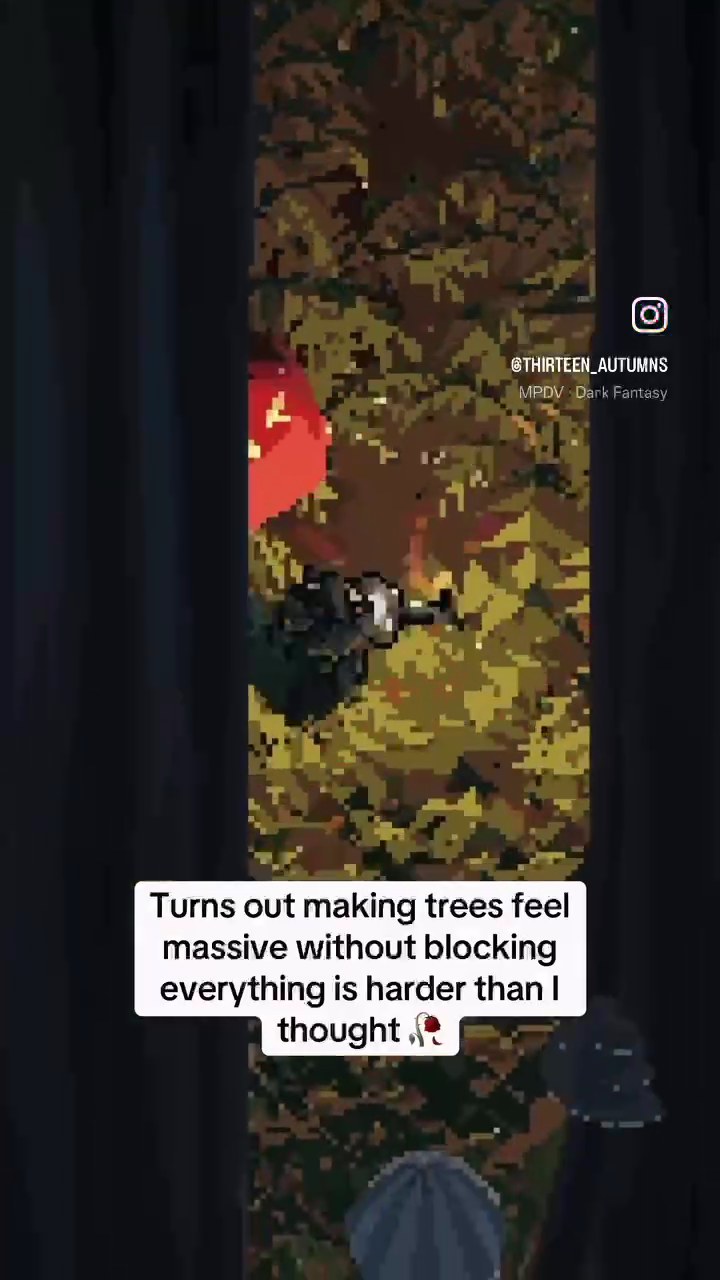 @THIRTEEN_AUTUMNS
MPDV · Dark Fantasy
Turns out making trees feel
massive without blocking
everything is harder than I
thought 🥀